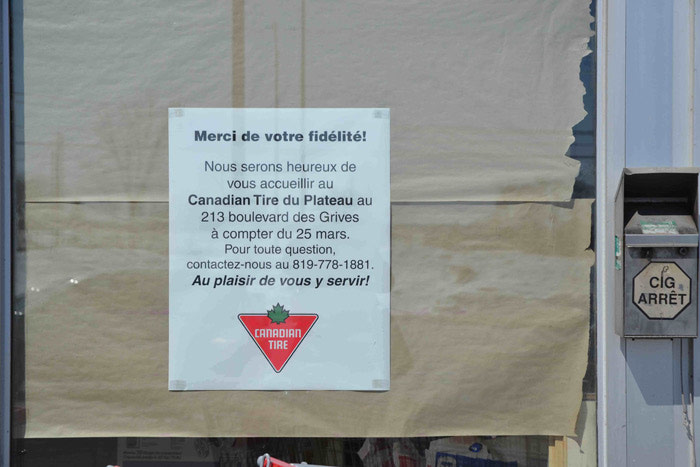 Merci de votre fidélité!
Nous serons heureux de
vous accueillir au
Canadian Tire du Plateau au
213 boulevard des Grives
à compter du 25 mars.
Pour toute question,
contactez-nous au 819-778-1881.
Au plaisir de vous y servir!
CANADIAN
TIRE
CIG
ARRÊT